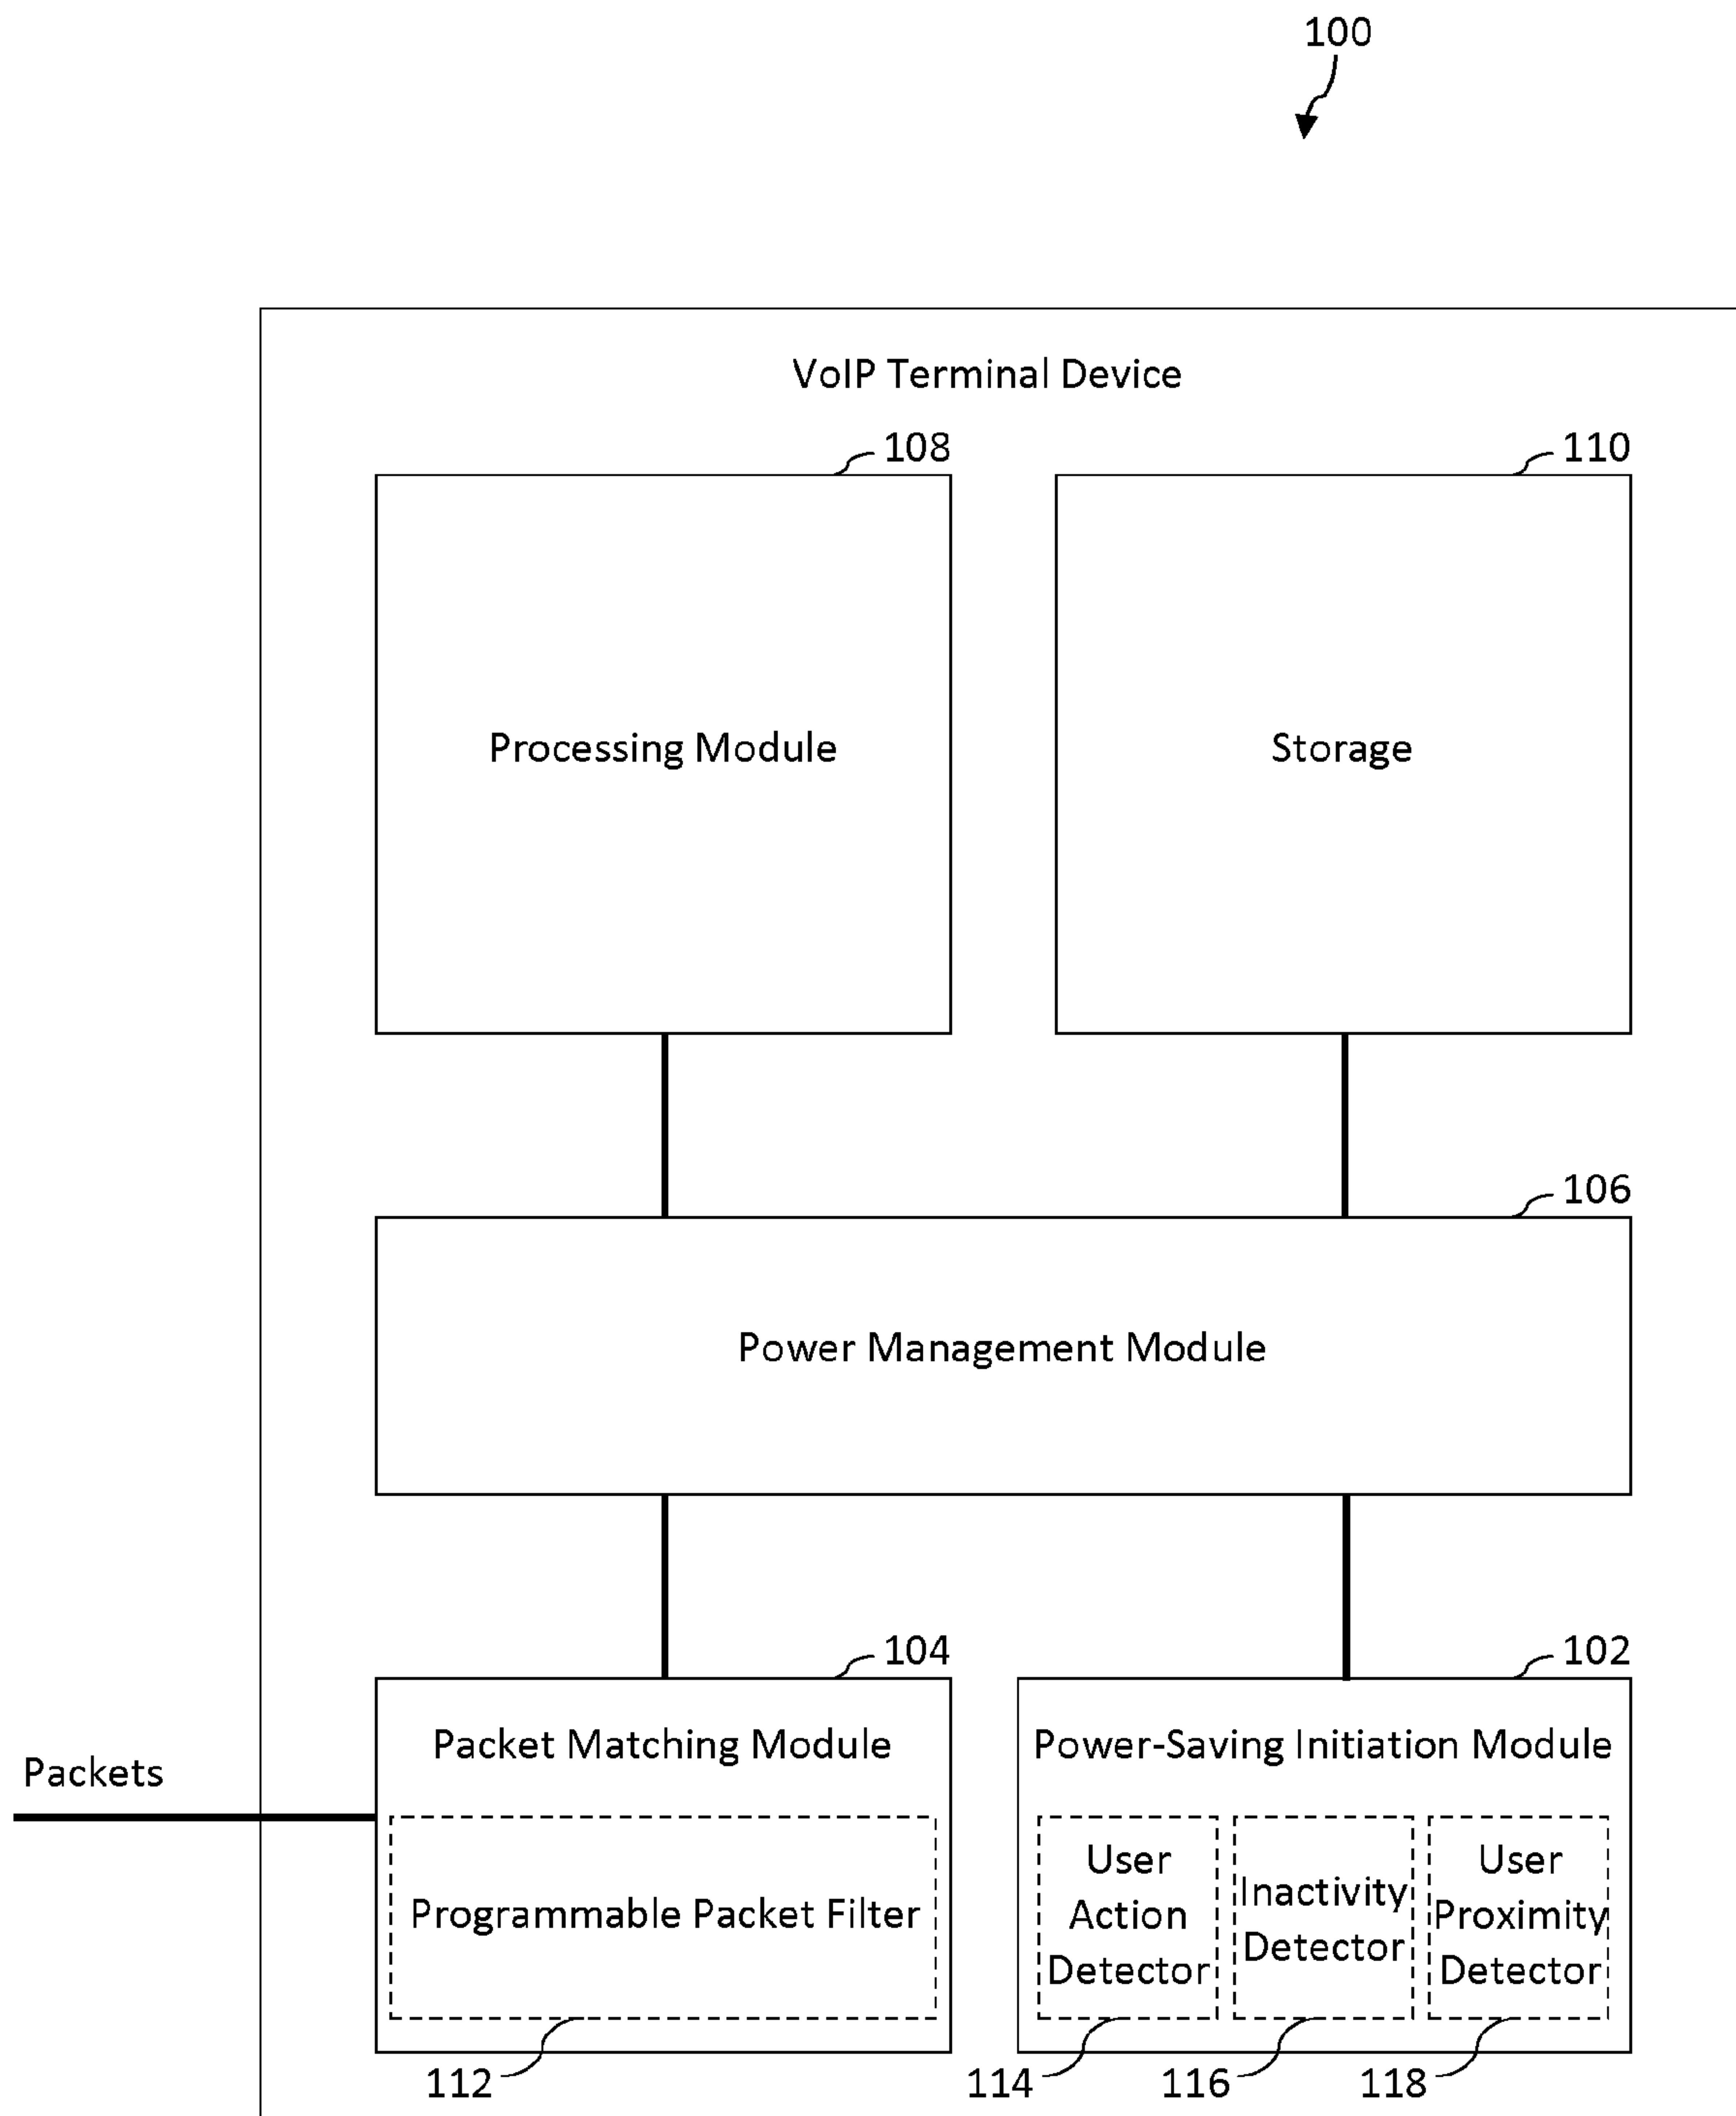 100
VoIP Terminal Device
108
110
Processing Module
Storage
106
Power Management Module
104
102
Packet Matching Module
Power-Saving Initiation Module
Packets
Programmable Packet Filter
User
Action
Detector
Inactivity
Detector
User
Proximity
Detector
112
114
116
118